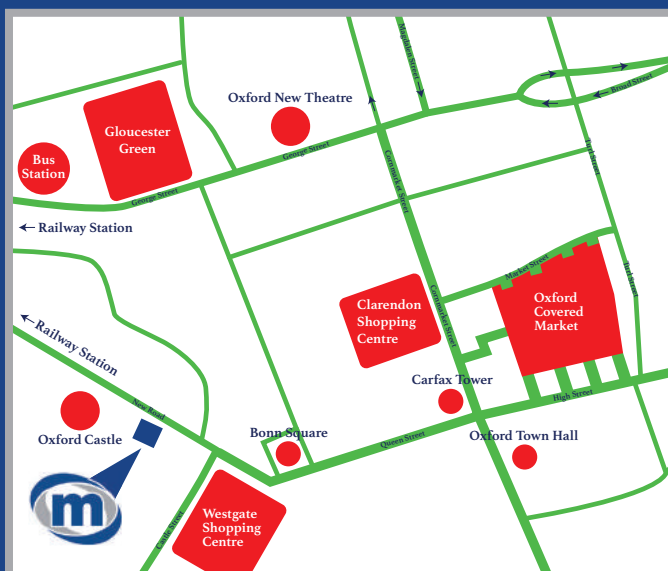 Magdalen Street
Broad Street
Oxford New Theatre
Gloucester
Green
Bus
Station
George Street
George Street
Cornmarket Street
Turl Street
← Railway Station
Market Street
Turl Street
Clarendon
Shopping
Centre
Cornmarket Street
Oxford
Covered
Market
← Railway Station
Carfax Tower
High Street
New Road
Oxford Castle
Bonn Square
Queen Street
Oxford Town Hall
m
Castle Street
Westgate
Shopping
Centre